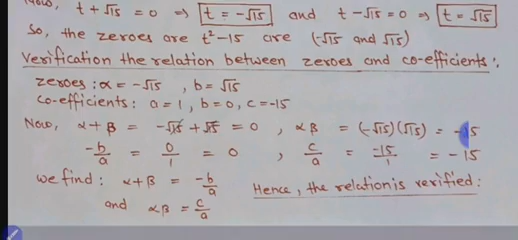 Now, t + √15 = 0 ⇒ t = -√15 and t - √15 = 0 ⇒ t = √15
So, the zeroes are t² - 15 are (-√15 and √15)
Verification the relation between zeroes and co-efficients:
zeroes: α = -√15, b = √15
co-efficients: a = 1, b = 0, c = -15
Now, α + β = -√15 + √15 = 0, αβ = (-√15)(√15) = -15
-b/a = 0/1 = 0, c/a = -15/1 = -15
we find: α + β = -b/a Hence, the relation is verified:
and αβ = c/a